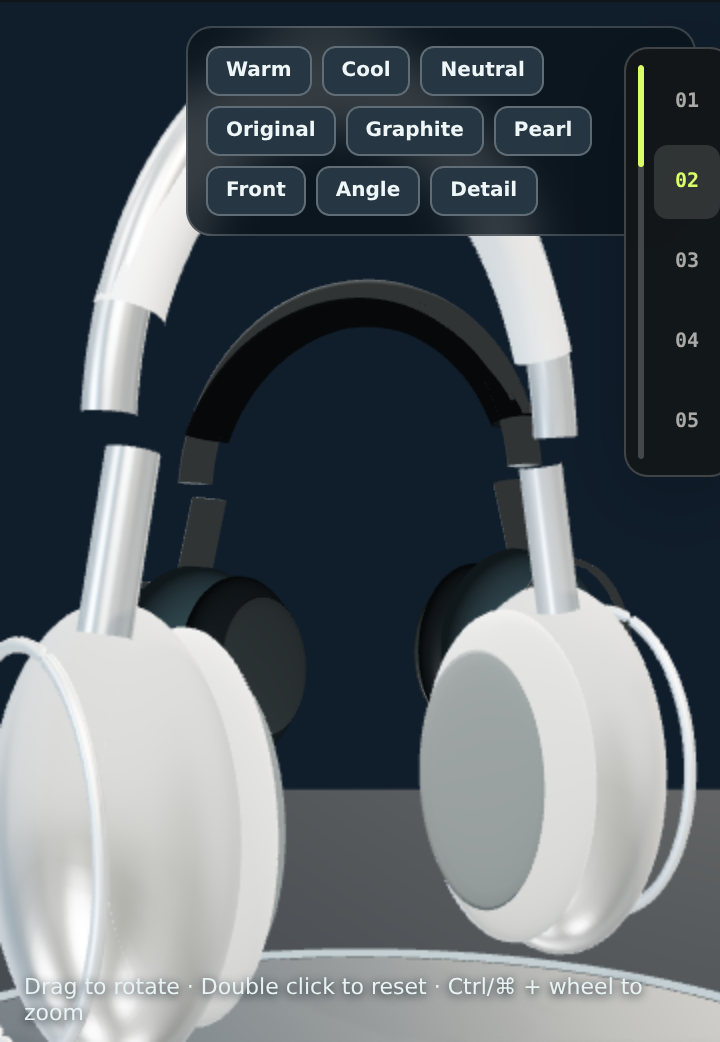 Warm Cool Neutral
Original Graphite Pearl
Front Angle Detail
01
02
03
04
05
Drag to rotate · Double click to reset · Ctrl/⌘ + wheel to
zoom